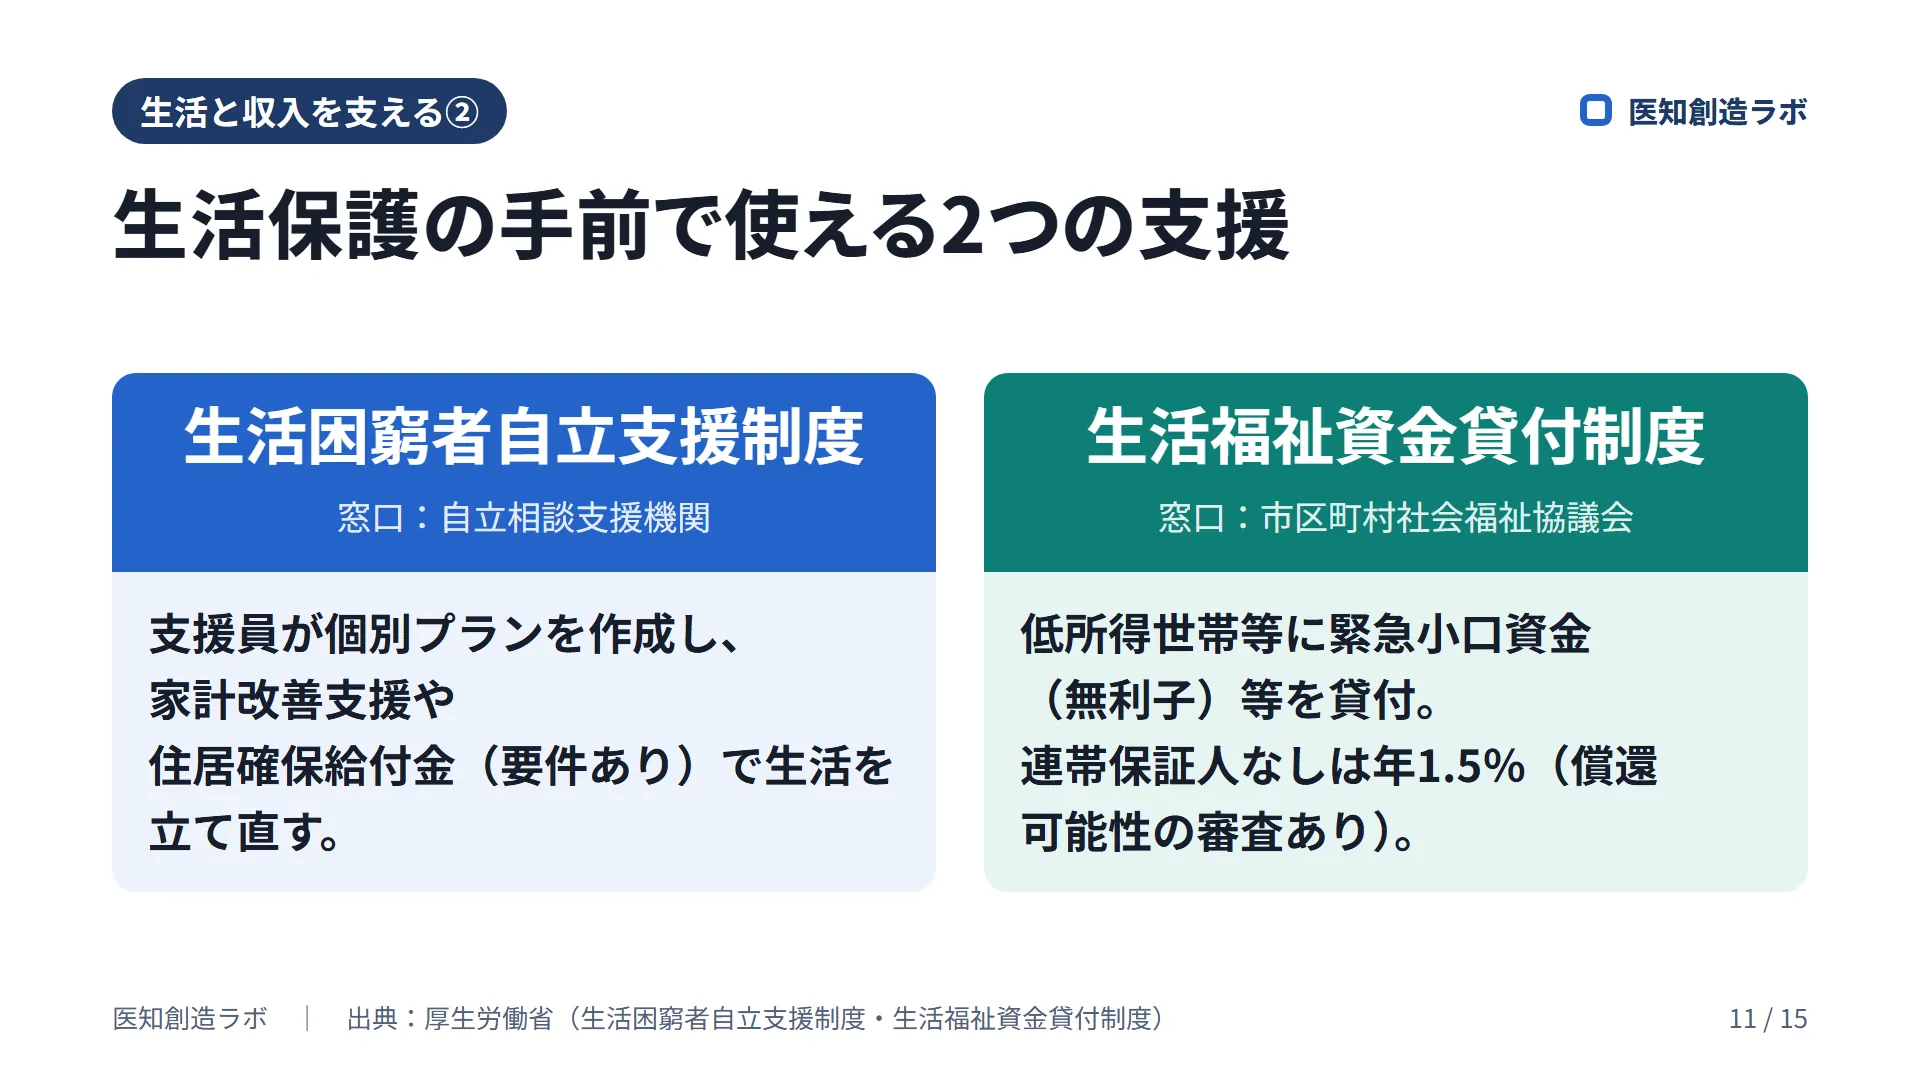 生活と収入を支える②
医知創造ラボ
生活保護の手前で使える2つの支援
生活困窮者自立支援制度
窓口：自立相談支援機関
支援員が個別プランを作成し、
家計改善支援や
住居確保給付金（要件あり）で生活を
立て直す。
生活福祉資金貸付制度
窓口：市区町村社会福祉協議会
低所得世帯等に緊急小口資金
（無利子）等を貸付。
連帯保証人なしは年1.5%（償還
可能性の審査あり）。
医知創造ラボ ｜ 出典：厚生労働省（生活困窮者自立支援制度・生活福祉資金貸付制度）
11 / 15